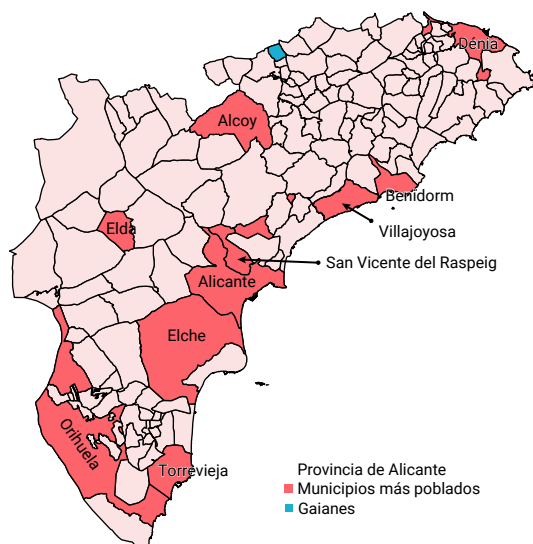 Dénia
Alcoy
Benidorm
Elda
Villajoyosa
San Vicente del Raspeig
Alicante
Elche
Orihuela
Torrevieja
Provincia de Alicante
Municipios más poblados
Gaianes